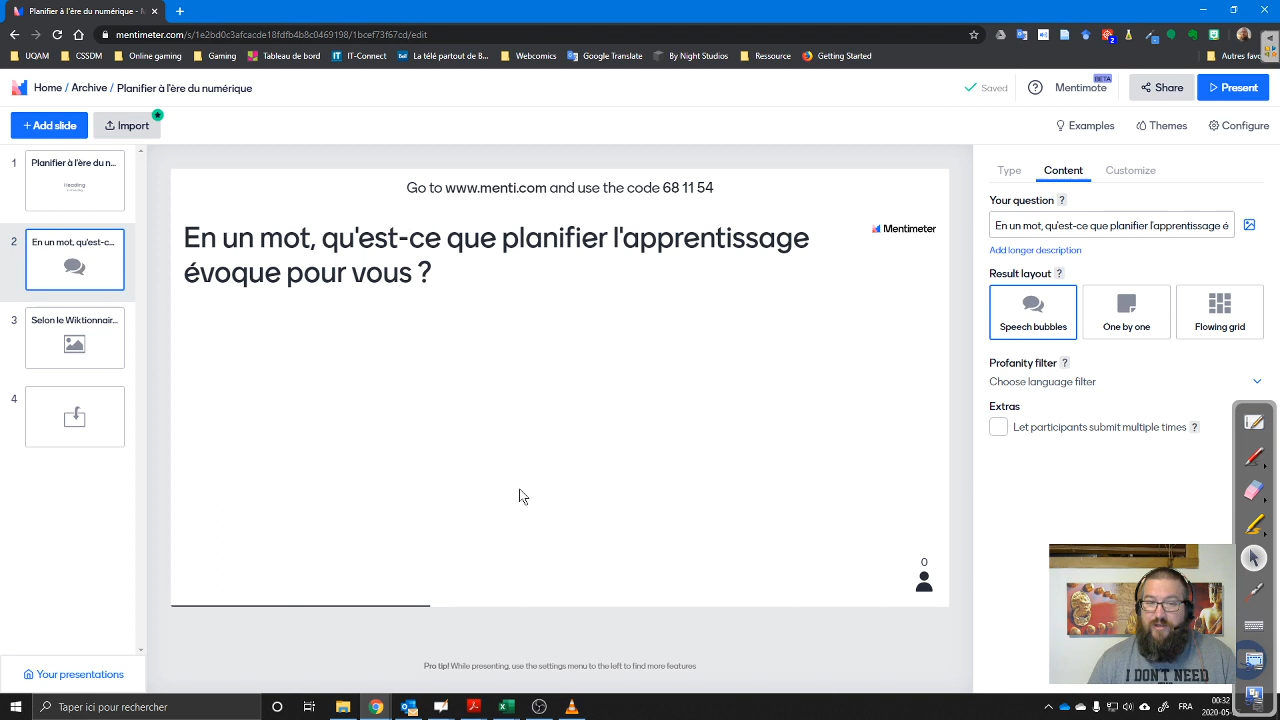 Planifier à l'ère du numérique - M
mentimeter.com/s/1e2bd0c3afcacde18fdfb4b8c0469198/1bcef73f67cd/edit
UQAM
CSSDM
Online gaming
Gaming
Tableau de bord
IT-Connect
La télé partout de B...
Webcomics
Google Translate
By Night Studios
Ressource
Getting Started
Autres favo
Home / Archive / Planifier à l'ère du numérique
Saved
?
Mentimote
BETA
Share
Present
+ Add slide
Import
Examples
Themes
Configure
1
Planifier à l'ère du n...
Heading
2
En un mot, qu'est-c...
3
Selon le Wiktionnair...
4
Your presentations
Go to www.menti.com and use the code 68 11 54
En un mot, qu'est-ce que planifier l'apprentissage
évoque pour vous ?
Mentimeter
0
Pro tip! While presenting, use the settings menu to the left to find more features
Type
Content
Customize
Your question ?
En un mot, qu'est-ce que planifier l'apprentissage é
Add longer description
Result layout ?
Speech bubbles
One by one
Flowing grid
Profanity filter ?
Choose language filter
Extras
Let participants submit multiple times ?
I DON'T NEED
Taper ici pour rechercher
FRA
00:32
2020-05-